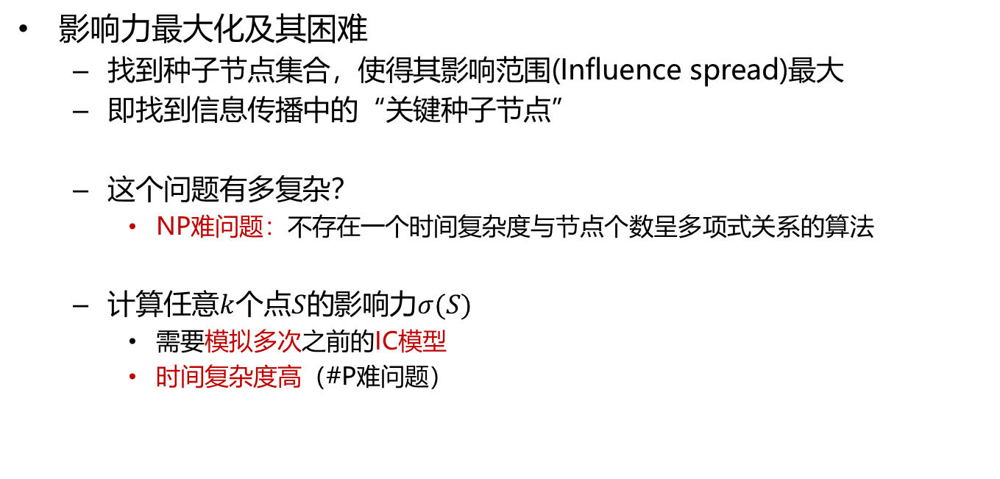 • 影响力最大化及其困难
– 找到种子节点集合，使得其影响范围(Influence spread)最大
– 即找到信息传播中的“关键种子节点”
– 这个问题有多复杂？
• NP难问题：不存在一个时间复杂度与节点个数呈多项式关系的算法
– 计算任意𝑘个点𝑆的影响力𝜎(𝑆)
• 需要模拟多次之前的IC模型
• 时间复杂度高（#P难问题）